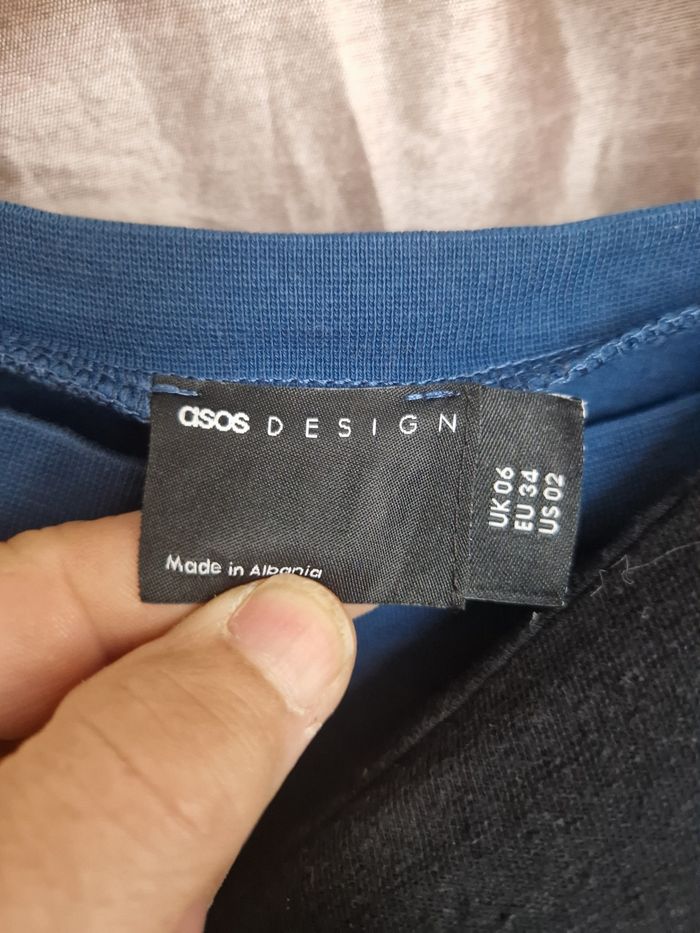 asos DESIGN
Made in Albania
UK 06
EU 34
US 02